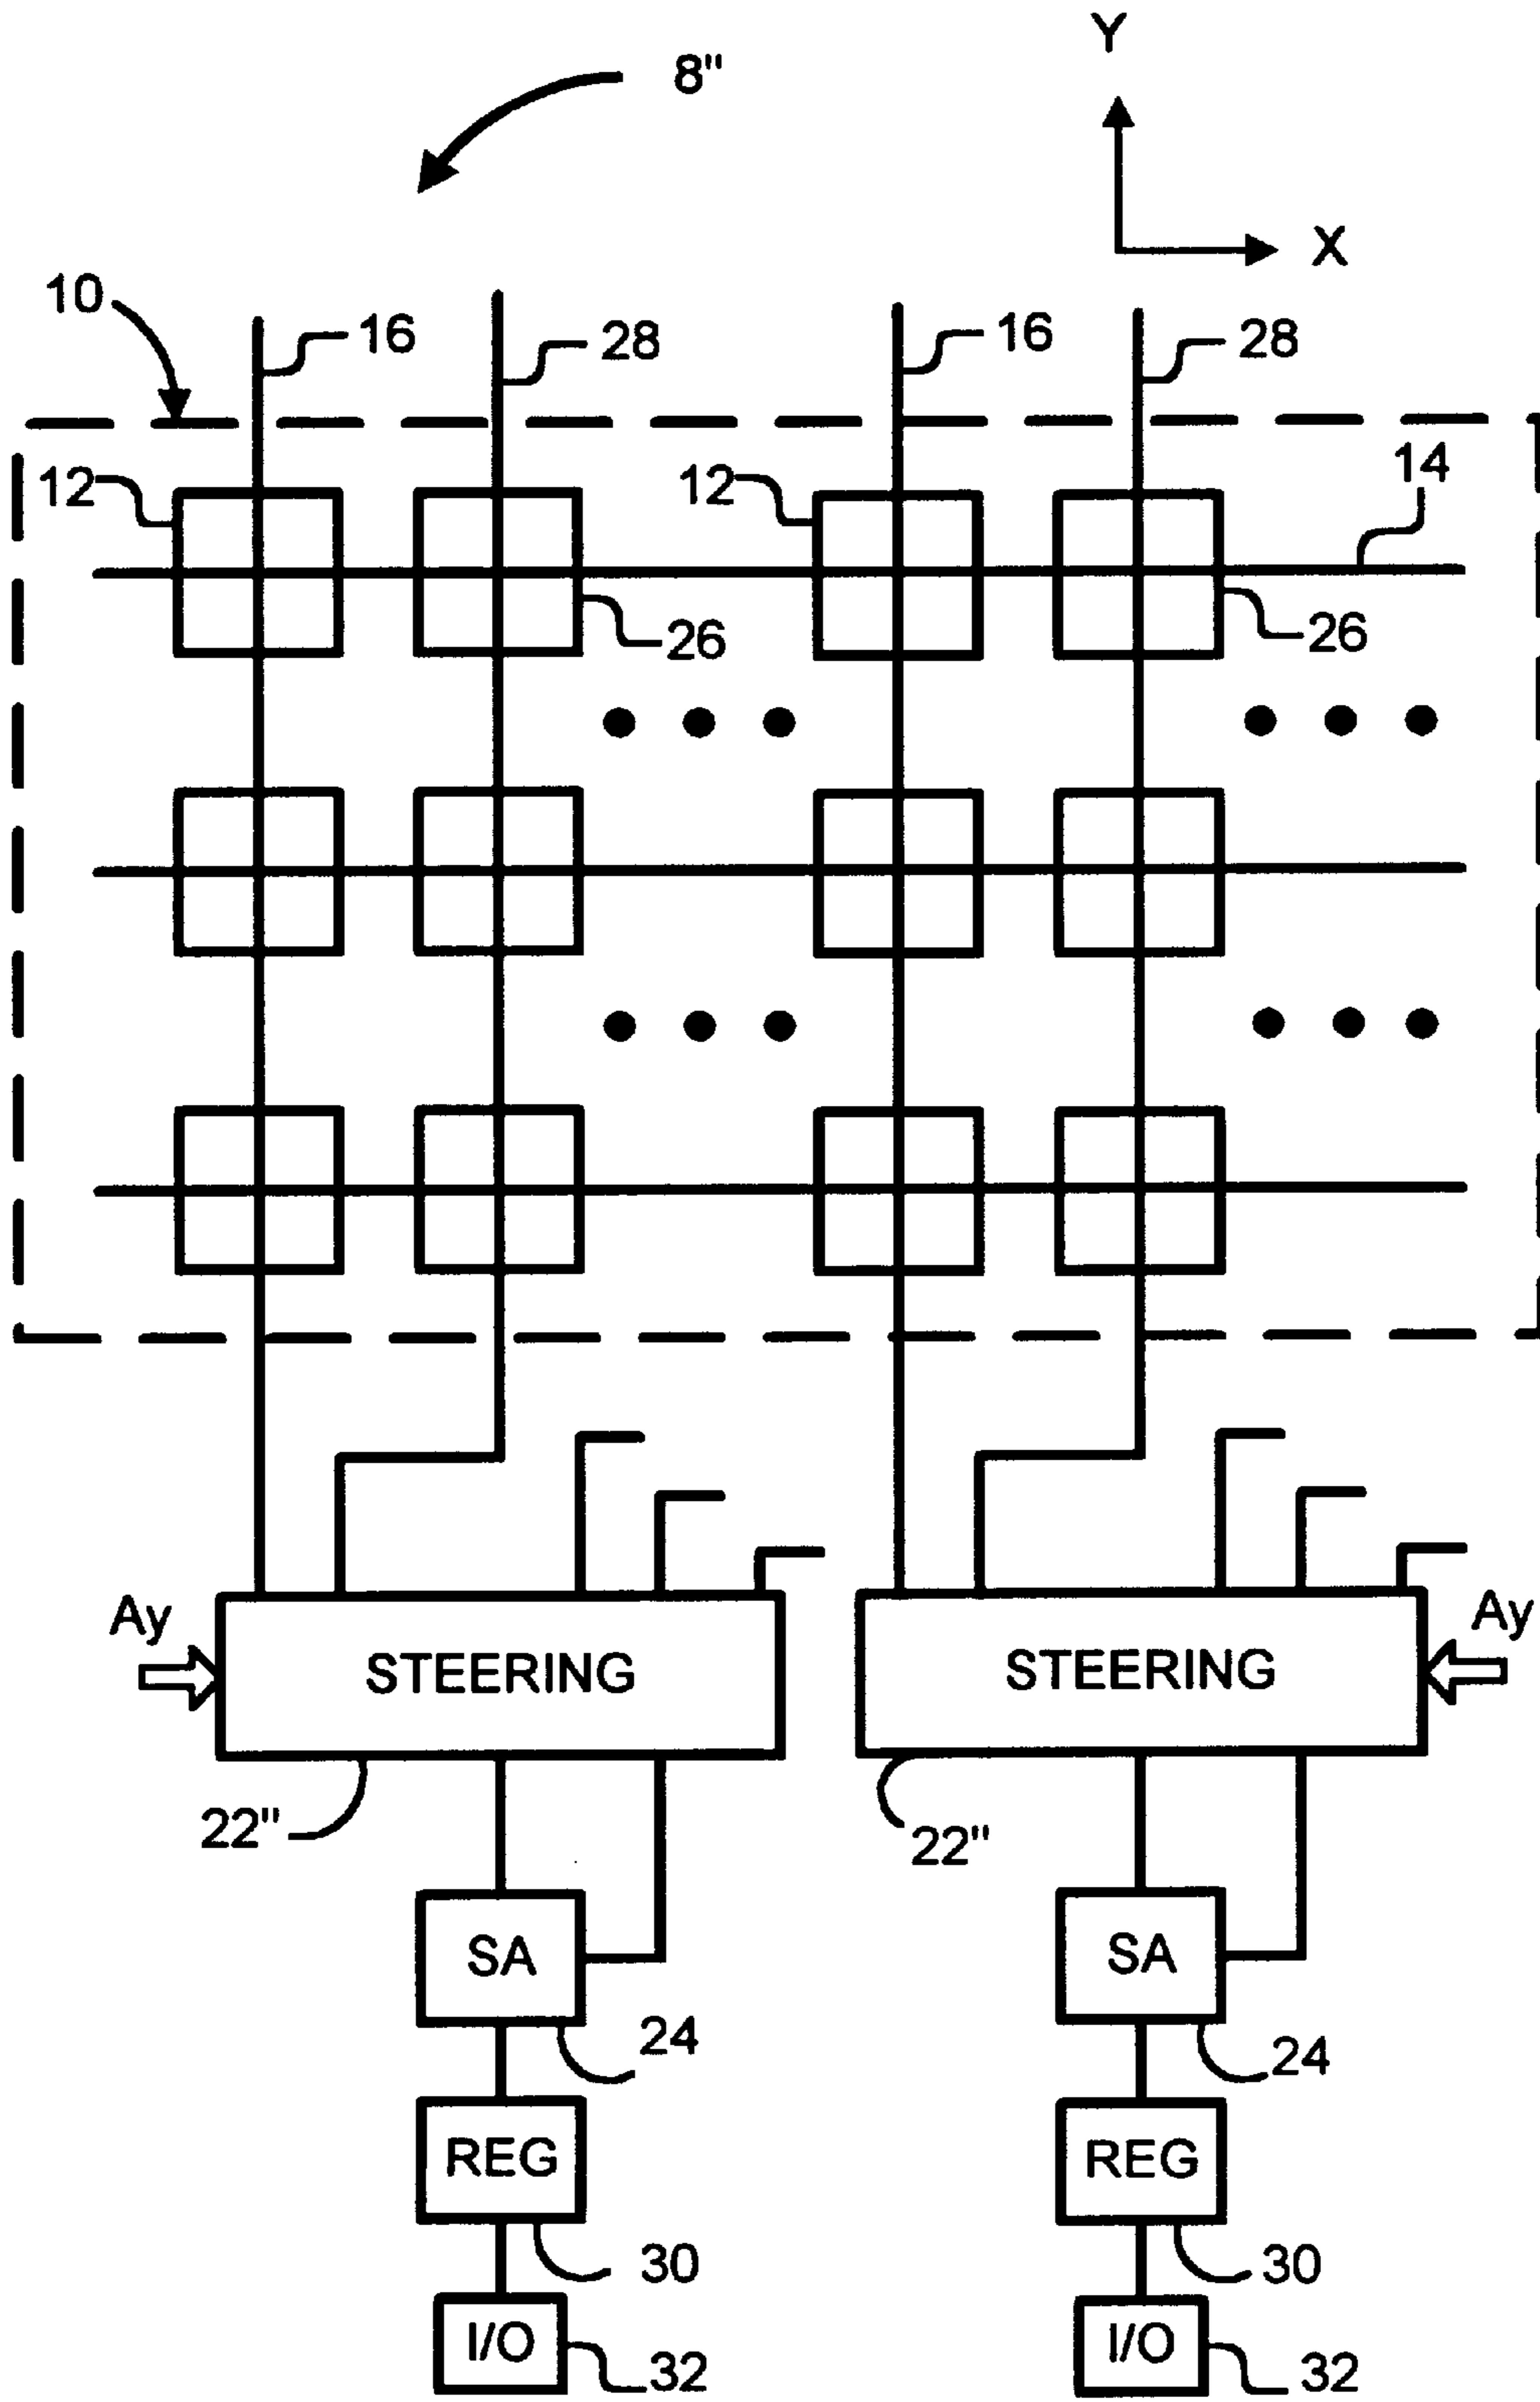 Y
8"
X
10
16
28
16
28
12
12
14
26
26
Ay
Ay
STEERING
STEERING
22"
22"
SA
SA
24
24
REG
REG
30
30
I/O
I/O
32
32